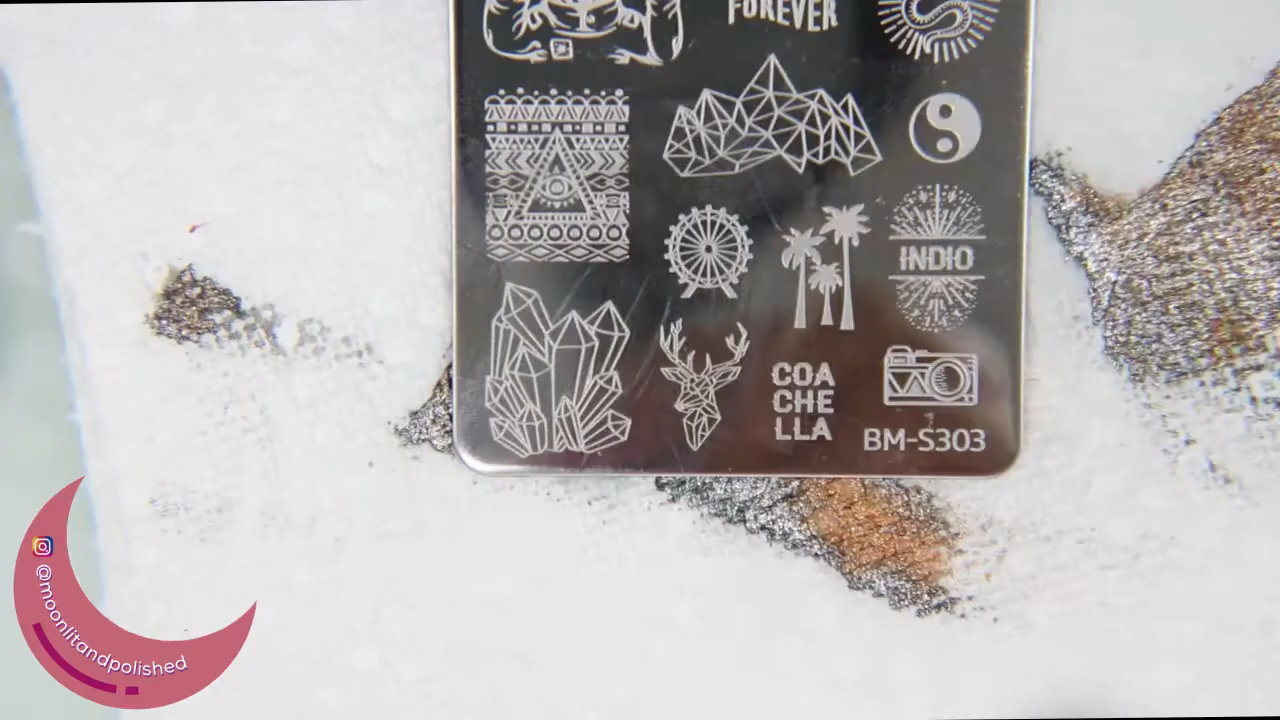 FOREVER
INDIO
COA
CHE
LLA
BM-S303
@moonlitandpolished